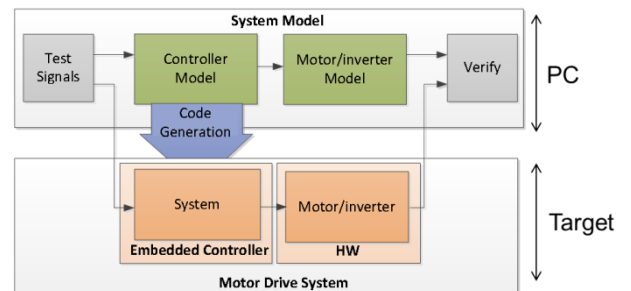 System Model
Test
Signals
Controller
Model
Motor/inverter
Model
Verify
PC
Code
Generation
System
Motor/inverter
Embedded Controller
HW
Target
Motor Drive System